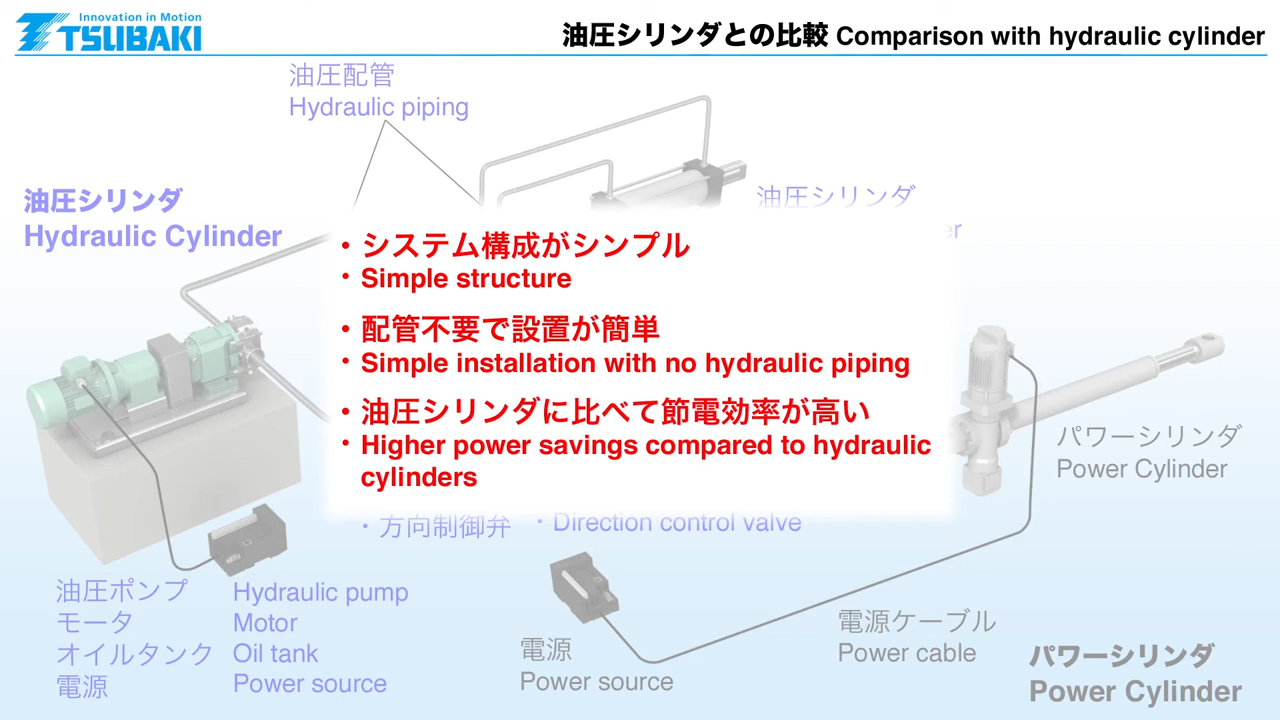 Innovation in Motion
TSUBAKI
油圧シリンダとの比較 Comparison with hydraulic cylinder
油圧配管
Hydraulic piping
油圧シリンダ
Hydraulic Cylinder
油圧シリンダ
・システム構成がシンプル
・Simple structure
・配管不要で設置が簡単
・Simple installation with no hydraulic piping
・油圧シリンダに比べて節電効率が高い
・Higher power savings compared to hydraulic
cylinders
パワーシリンダ
Power Cylinder
・方向制御弁 ・Direction control valve
油圧ポンプ Hydraulic pump
モータ Motor
オイルタンク Oil tank
電源 Power source
電源
Power source
電源ケーブル
Power cable
パワーシリンダ
Power Cylinder